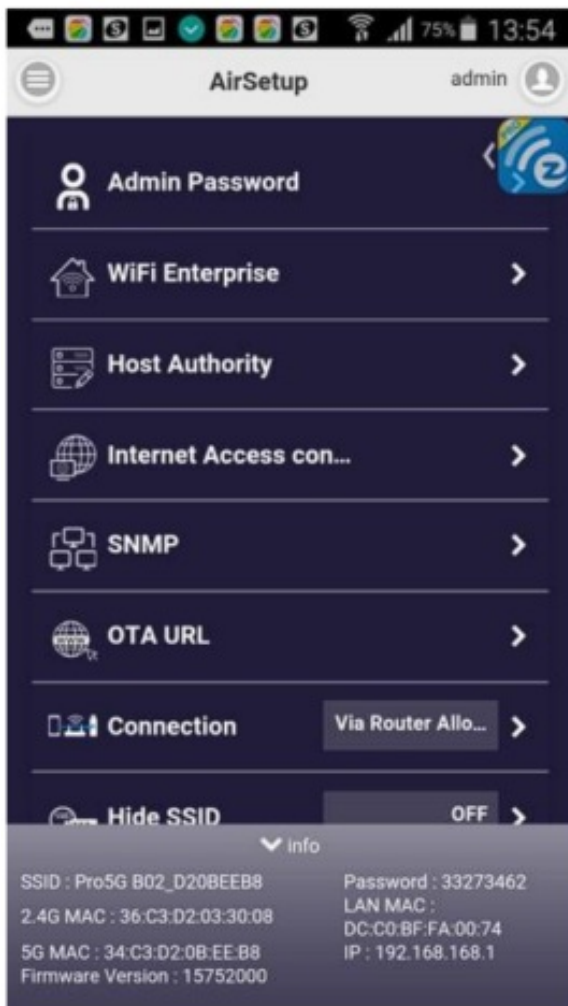 75% 13:54
AirSetup admin
Admin Password
WiFi Enterprise
Host Authority
Internet Access con...
SNMP
OTA URL
Connection Via Router Allo...
Hide SSID OFF
info
SSID : Pro5G B02_D20BEEB8
Password : 33273462
2.4G MAC : 36:C3:D2:03:30:08
LAN MAC :
DC:C0:BF:FA:00:74
5G MAC : 34:C3:D2:0B:EE:B8
IP : 192.168.168.1
Firmware Version : 15752000